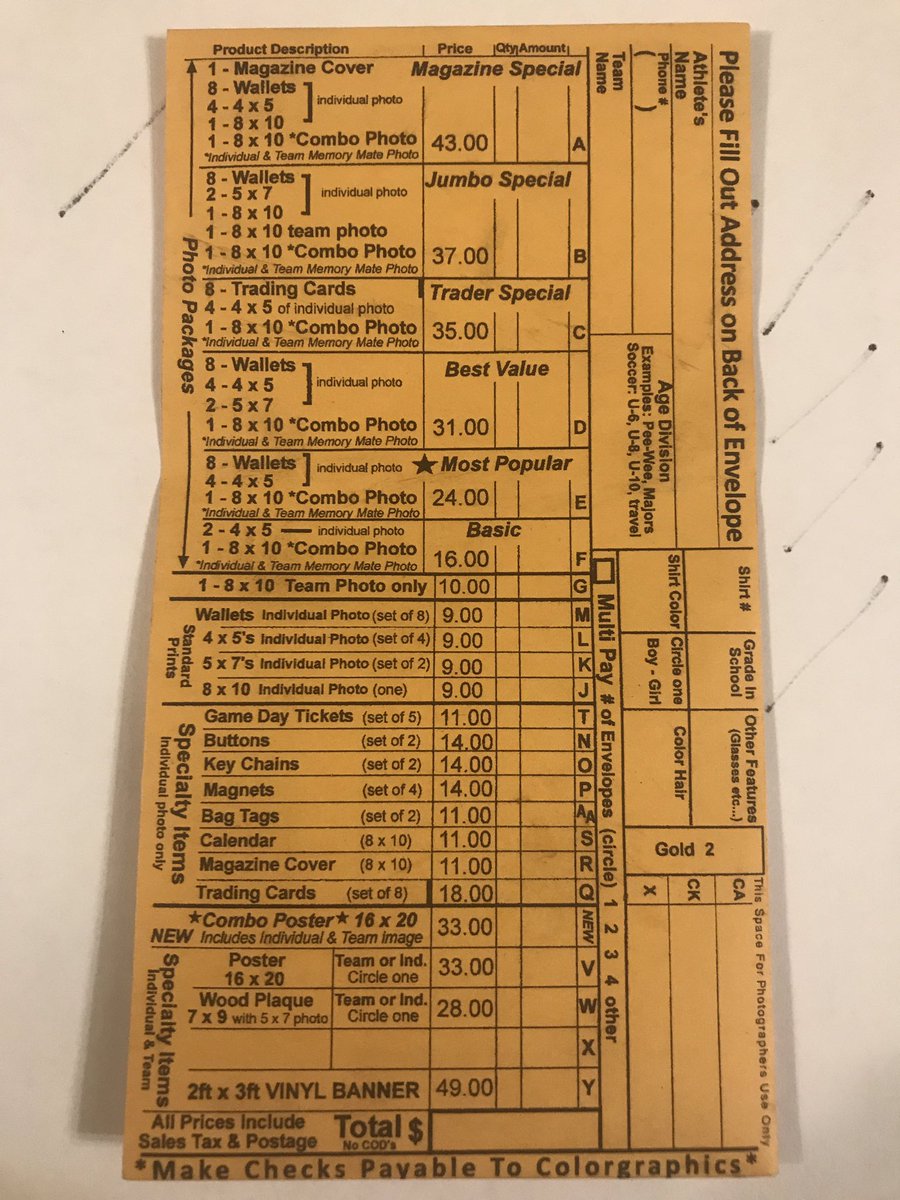 Product Description Price Qty Amount
1 - Magazine Cover Magazine Special
8 - Wallets
4 - 4 x 5 individual photo
1 - 8 x 10
1 - 8 x 10 *Combo Photo 43.00 A
*Individual & Team Memory Mate Photo
8 - Wallets Jumbo Special
2 - 5 x 7 individual photo
1 - 8 x 10
1 - 8 x 10 team photo
1 - 8 x 10 *Combo Photo 37.00 B
*Individual & Team Memory Mate Photo
8 - Trading Cards Trader Special
4 - 4 x 5 of individual photo
1 - 8 x 10 *Combo Photo 35.00 C
*Individual & Team Memory Mate Photo
8 - Wallets Best Value
4 - 4 x 5 individual photo
2 - 5 x 7
1 - 8 x 10 *Combo Photo 31.00 D
*Individual & Team Memory Mate Photo
8 - Wallets individual photo ★Most Popular
4 - 4 x 5
1 - 8 x 10 *Combo Photo 24.00 E
*Individual & Team Memory Mate Photo
2 - 4 x 5 individual photo Basic
1 - 8 x 10 *Combo Photo 16.00 F
*Individual & Team Memory Mate Photo
Photo Packages
1 - 8 x 10 Team Photo only 10.00 G
Standard
Prints
Wallets Individual Photo (set of 8) 9.00 M
4 x 5's Individual Photo (set of 4) 9.00 L
5 x 7's Individual Photo (set of 2) 9.00 K
8 x 10 Individual Photo (one) 9.00 J
Specialty Items
Individual photo only
Game Day Tickets (set of 5) 11.00 T
Buttons (set of 2) 14.00 N
Key Chains (set of 2) 14.00 O
Magnets (set of 4) 14.00 P
Bag Tags (set of 2) 11.00 AA
Calendar (8 x 10) 11.00 S
Magazine Cover (8 x 10) 11.00 R
Trading Cards (set of 8) 18.00 Q
★Combo Poster★ 16 x 20 33.00 NEW
NEW Includes Individual & Team image
Specialty Items
Individual & Team
Poster Team or Ind. 33.00 V
16 x 20 Circle one
Wood Plaque Team or Ind. 28.00 W
7 x 9 with 5 x 7 photo Circle one
X
2ft x 3ft VINYL BANNER 49.00 Y
All Prices Include Total $
Sales Tax & Postage No COD's
*Make Checks Payable To Colorgraphics*
Please Fill Out Address on Back of Envelope
Athlete's
Name
Phone #
( )
Team
Name
Age Division
Examples: Pee-Wee, Majors
Soccer: U-6, U-8, U-10, travel
Shirt #
Grade In
School
Other Features
(Glasses etc....)
Shirt Color
Circle one
Boy - Girl
Color Hair
Multi Pay # of Envelopes (circle) 1 2 3 4 other
Gold 2
CA
CK
X
This Space For Photographers Use Only